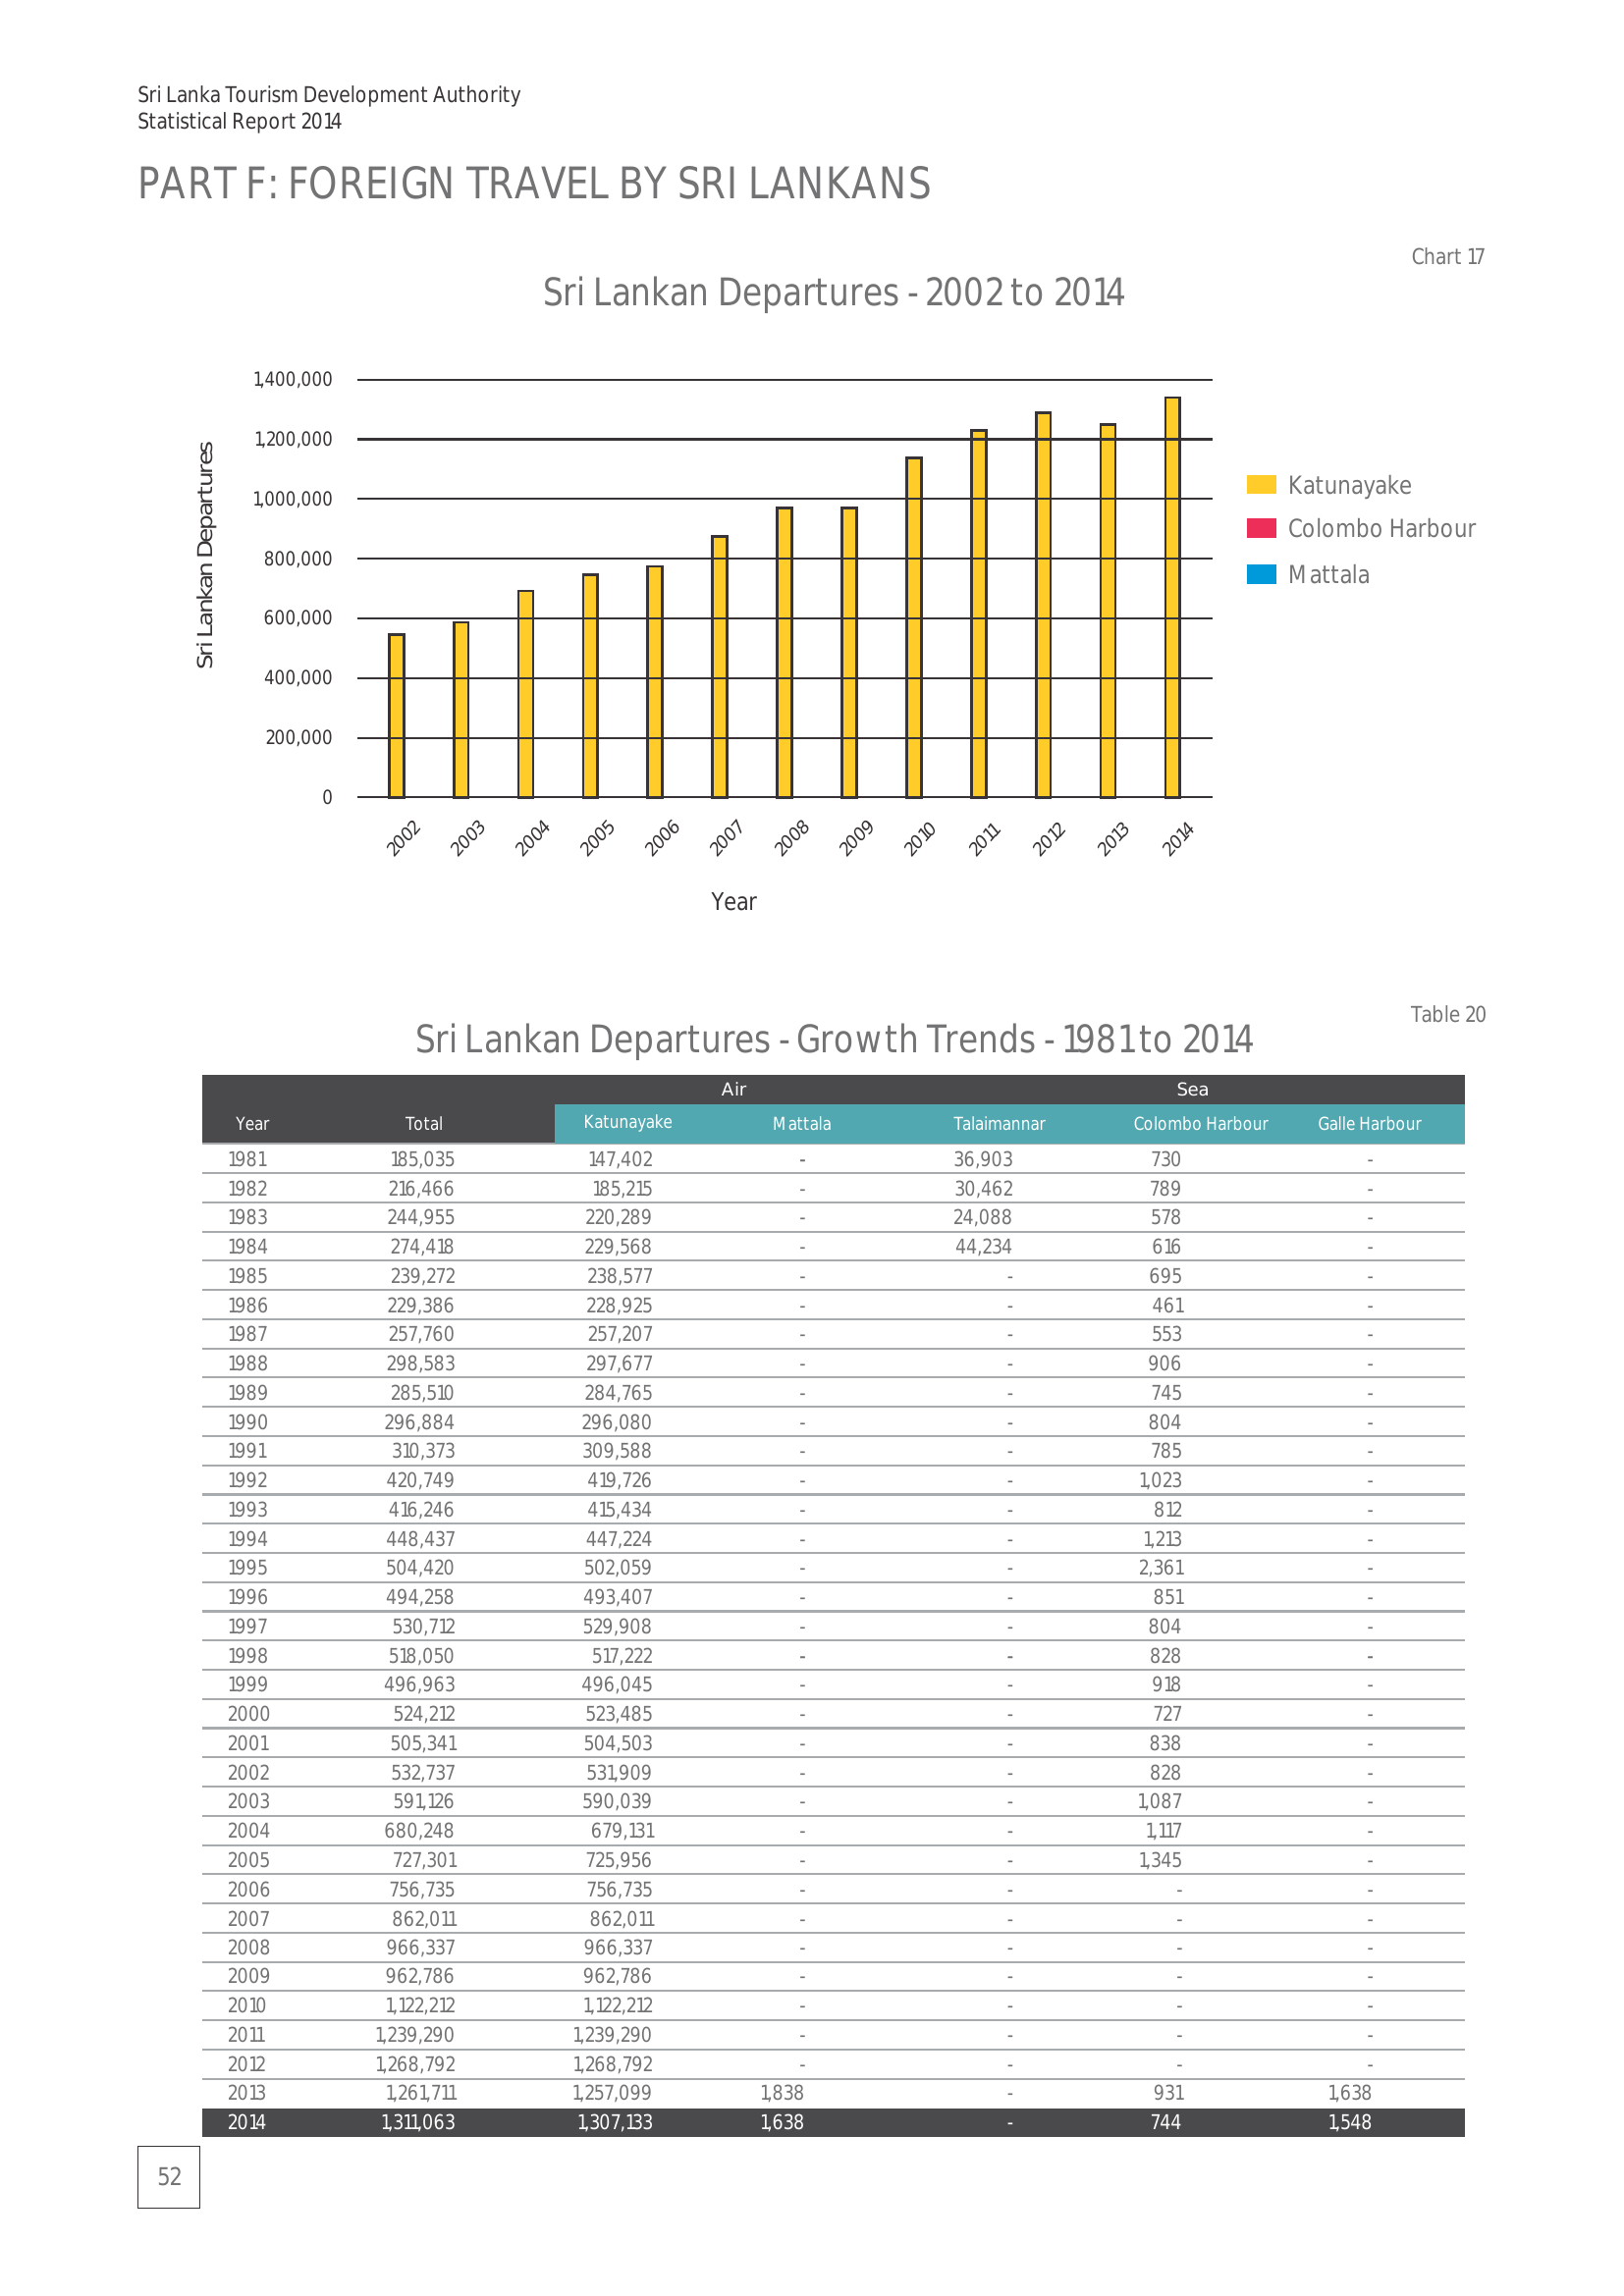 Sri Lanka Tourism Development Authority
Statistical Report 2014
PART F: FOREIGN TRAVEL BY SRI LANKANS
Chart 17
Sri Lankan Departures - 2002 to 2014
Sri Lankan Departures
1,400,000
1,200,000
1,000,000
800,000
600,000
400,000
200,000
0
Katunayake
Colombo Harbour
Mattala
2002 2003 2004 2005 2006 2007 2008 2009 2010 2011 2012 2013 2014
Year
Table 20
Sri Lankan Departures - Growth Trends - 1981 to 2014
Air Sea
Year Total Katunayake Mattala Talaimannar Colombo Harbour Galle Harbour
1981 185,035 147,402 - 36,903 730 -
1982 216,466 185,215 - 30,462 789 -
1983 244,955 220,289 - 24,088 578 -
1984 274,418 229,568 - 44,234 616 -
1985 239,272 238,577 - - 695 -
1986 229,386 228,925 - - 461 -
1987 257,760 257,207 - - 553 -
1988 298,583 297,677 - - 906 -
1989 285,510 284,765 - - 745 -
1990 296,884 296,080 - - 804 -
1991 310,373 309,588 - - 785 -
1992 420,749 419,726 - - 1,023 -
1993 416,246 415,434 - - 812 -
1994 448,437 447,224 - - 1,213 -
1995 504,420 502,059 - - 2,361 -
1996 494,258 493,407 - - 851 -
1997 530,712 529,908 - - 804 -
1998 518,050 517,222 - - 828 -
1999 496,963 496,045 - - 918 -
2000 524,212 523,485 - - 727 -
2001 505,341 504,503 - - 838 -
2002 532,737 531,909 - - 828 -
2003 591,126 590,039 - - 1,087 -
2004 680,248 679,131 - - 1,117 -
2005 727,301 725,956 - - 1,345 -
2006 756,735 756,735 - - - -
2007 862,011 862,011 - - - -
2008 966,337 966,337 - - - -
2009 962,786 962,786 - - - -
2010 1,122,212 1,122,212 - - - -
2011 1,239,290 1,239,290 - - - -
2012 1,268,792 1,268,792 - - - -
2013 1,261,711 1,257,099 1,838 - 931 1,638
2014 1,311,063 1,307,133 1,638 - 744 1,548
52